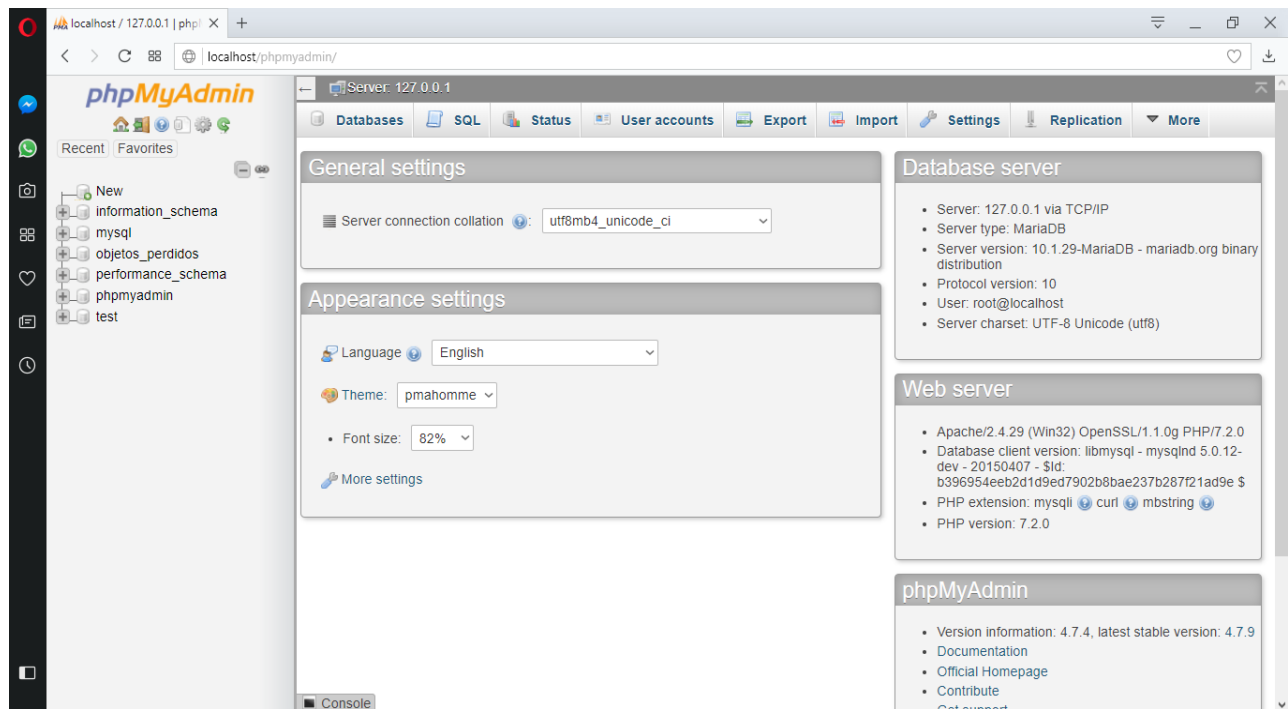 localhost / 127.0.0.1 | php
localhost/phpmyadmin/
phpMyAdmin
Recent Favorites
New
information_schema
mysql
objetos_perdidos
performance_schema
phpmyadmin
test
Server: 127.0.0.1
Databases SQL Status User accounts Export Import Settings Replication More
General settings
Server connection collation : utf8mb4_unicode_ci
Appearance settings
Language English
Theme: pmahomme
• Font size: 82%
More settings
Database server
• Server: 127.0.0.1 via TCP/IP
• Server type: MariaDB
• Server version: 10.1.29-MariaDB - mariadb.org binary
distribution
• Protocol version: 10
• User: root@localhost
• Server charset: UTF-8 Unicode (utf8)
Web server
• Apache/2.4.29 (Win32) OpenSSL/1.1.0g PHP/7.2.0
• Database client version: libmysql - mysqlnd 5.0.12-
dev - 20150407 - $Id:
b396954eeb2d1d9ed7902b8bae237b287f21ad9e $
• PHP extension: mysqli curl mbstring
• PHP version: 7.2.0
phpMyAdmin
• Version information: 4.7.4, latest stable version: 4.7.9
• Documentation
• Official Homepage
• Contribute
• Get support
Console